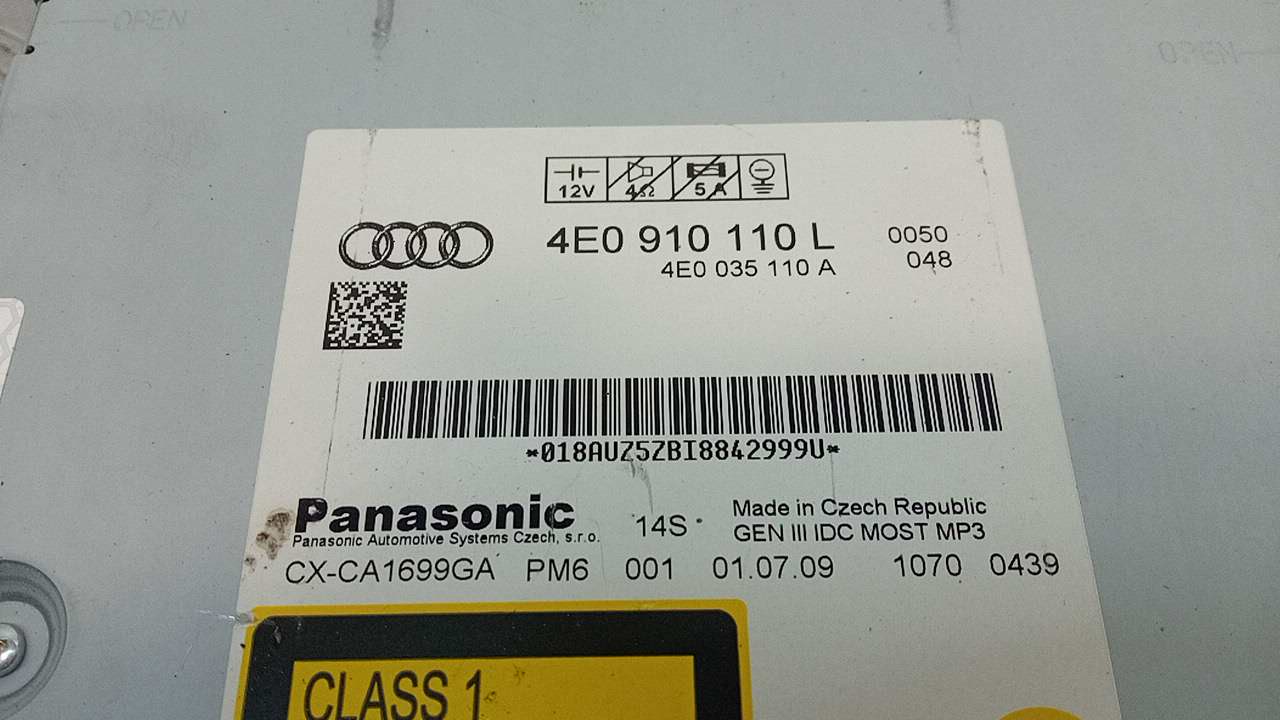 OPEN
OPEN
12V 4Ω 5A
4E0 910 110 L 0050
4E0 035 110 A 048
*018AUZ5ZBI8842999U*
Panasonic 14S Made in Czech Republic
Panasonic Automotive Systems Czech, s.r.o. GEN III IDC MOST MP3
CX-CA1699GA PM6 001 01.07.09 1070 0439
CLASS 1